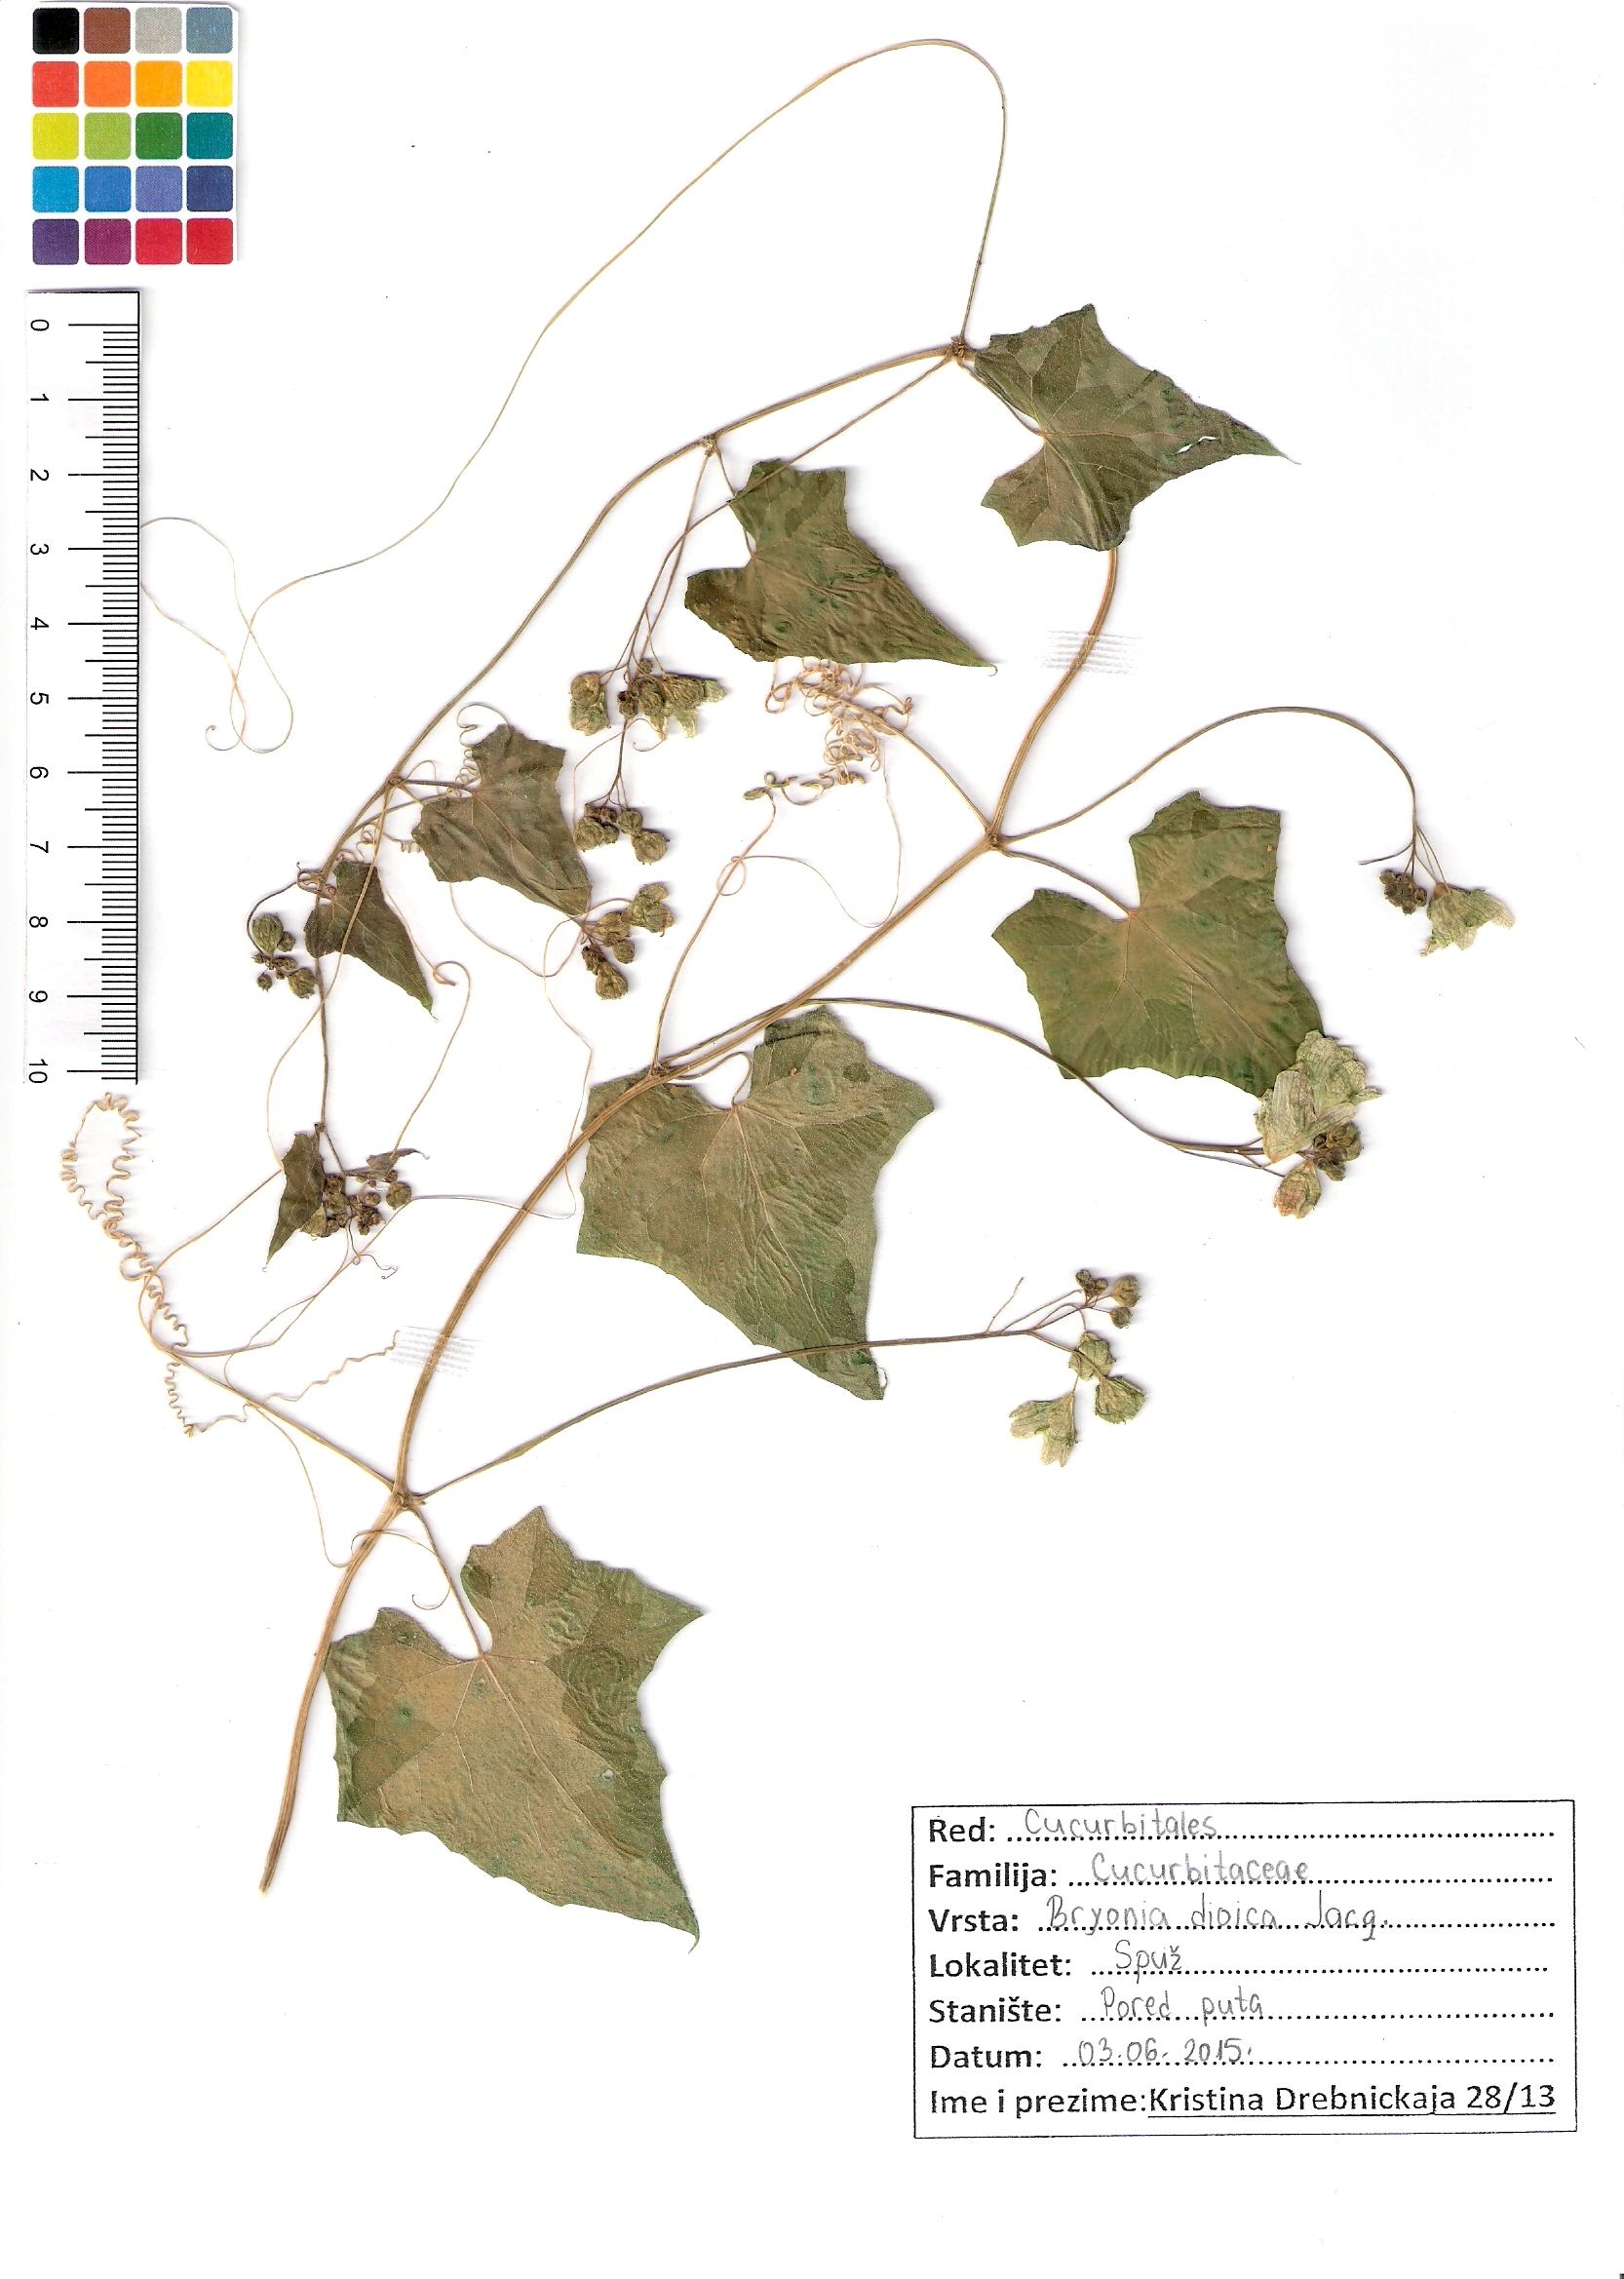 0
1
2
3
4
5
6
7
8
9
10
Red: Cucurbitales
Familija: Cucurbitaceae
Vrsta: Bryonia dioica Jacq.
Lokalitet: Spuž
Stanište: Pored puta
Datum: 03.06.2015.
Ime i prezime: Kristina Drebnickaja 28/13